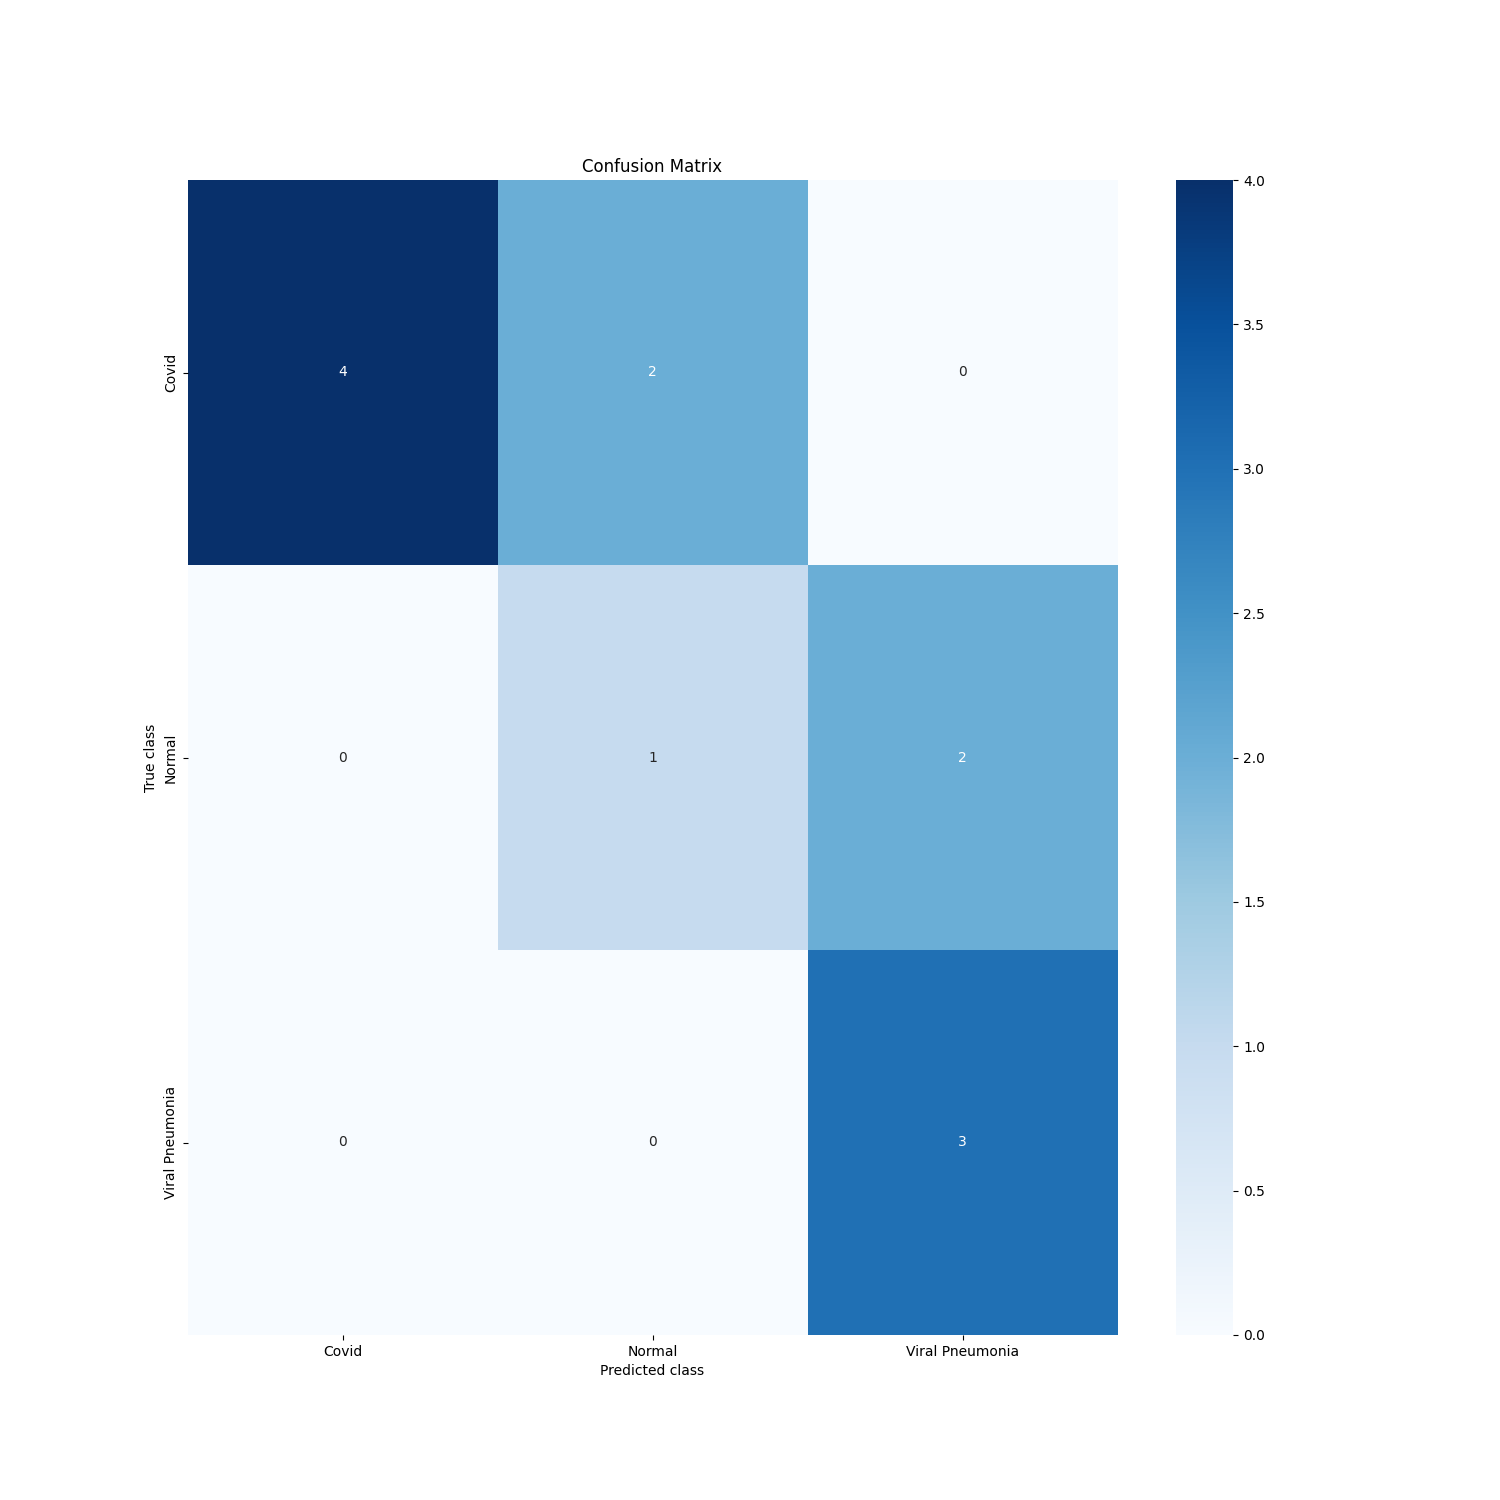 Confusion Matrix
Covid
Normal
Viral Pneumonia
True class
4 2 0
0 1 2
0 0 3
Covid Normal Viral Pneumonia
Predicted class
4.0
3.5
3.0
2.5
2.0
1.5
1.0
0.5
0.0